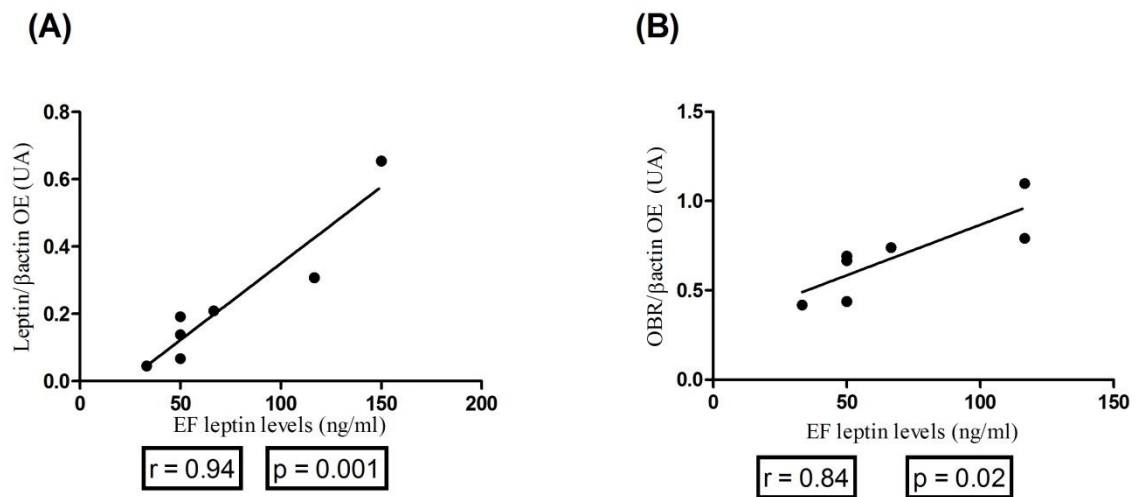 (A)
Leptin/βactin OE (UA)
0.8
0.6
0.4
0.2
0.0
0
50
100
150
200
EF leptin levels (ng/ml)
r = 0.94
p = 0.001
(B)
OBR/βactin OE (UA)
1.5
1.0
0.5
0.0
0
50
100
150
EF leptin levels (ng/ml)
r = 0.84
p = 0.02